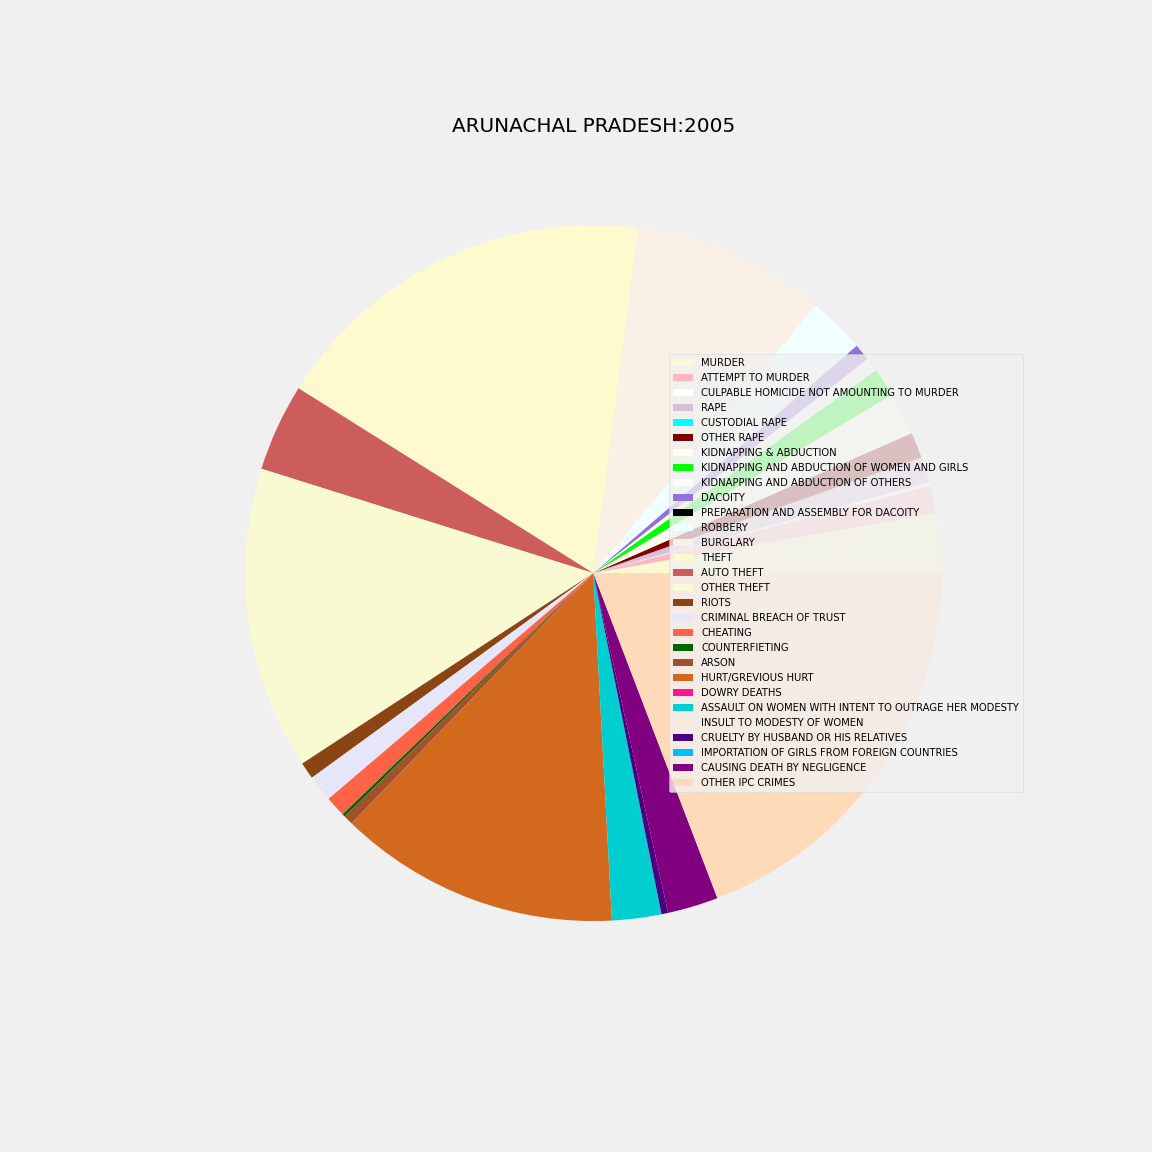 ARUNACHAL PRADESH:2005
MURDER
ATTEMPT TO MURDER
CULPABLE HOMICIDE NOT AMOUNTING TO MURDER
RAPE
CUSTODIAL RAPE
OTHER RAPE
KIDNAPPING & ABDUCTION
KIDNAPPING AND ABDUCTION OF WOMEN AND GIRLS
KIDNAPPING AND ABDUCTION OF OTHERS
DACOITY
PREPARATION AND ASSEMBLY FOR DACOITY
ROBBERY
BURGLARY
THEFT
AUTO THEFT
OTHER THEFT
RIOTS
CRIMINAL BREACH OF TRUST
CHEATING
COUNTERFIETING
ARSON
HURT/GREVIOUS HURT
DOWRY DEATHS
ASSAULT ON WOMEN WITH INTENT TO OUTRAGE HER MODESTY
INSULT TO MODESTY OF WOMEN
CRUELTY BY HUSBAND OR HIS RELATIVES
IMPORTATION OF GIRLS FROM FOREIGN COUNTRIES
CAUSING DEATH BY NEGLIGENCE
OTHER IPC CRIMES